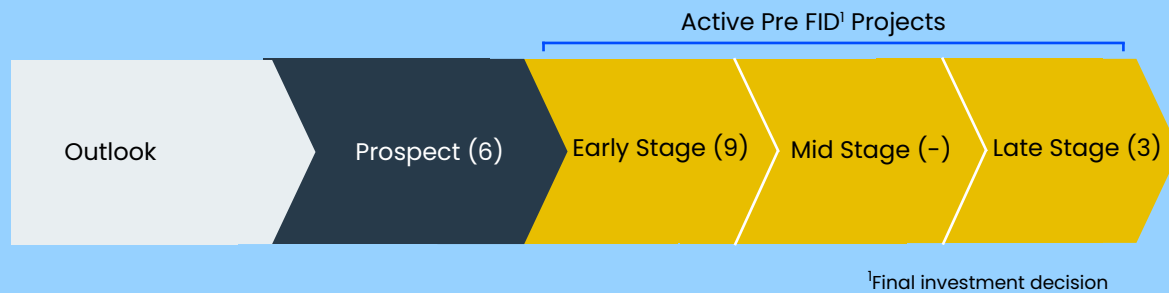 Active Pre FID¹ Projects
Outlook
Prospect (6)
Early Stage (9)
Mid Stage (-)
Late Stage (3)
¹Final investment decision